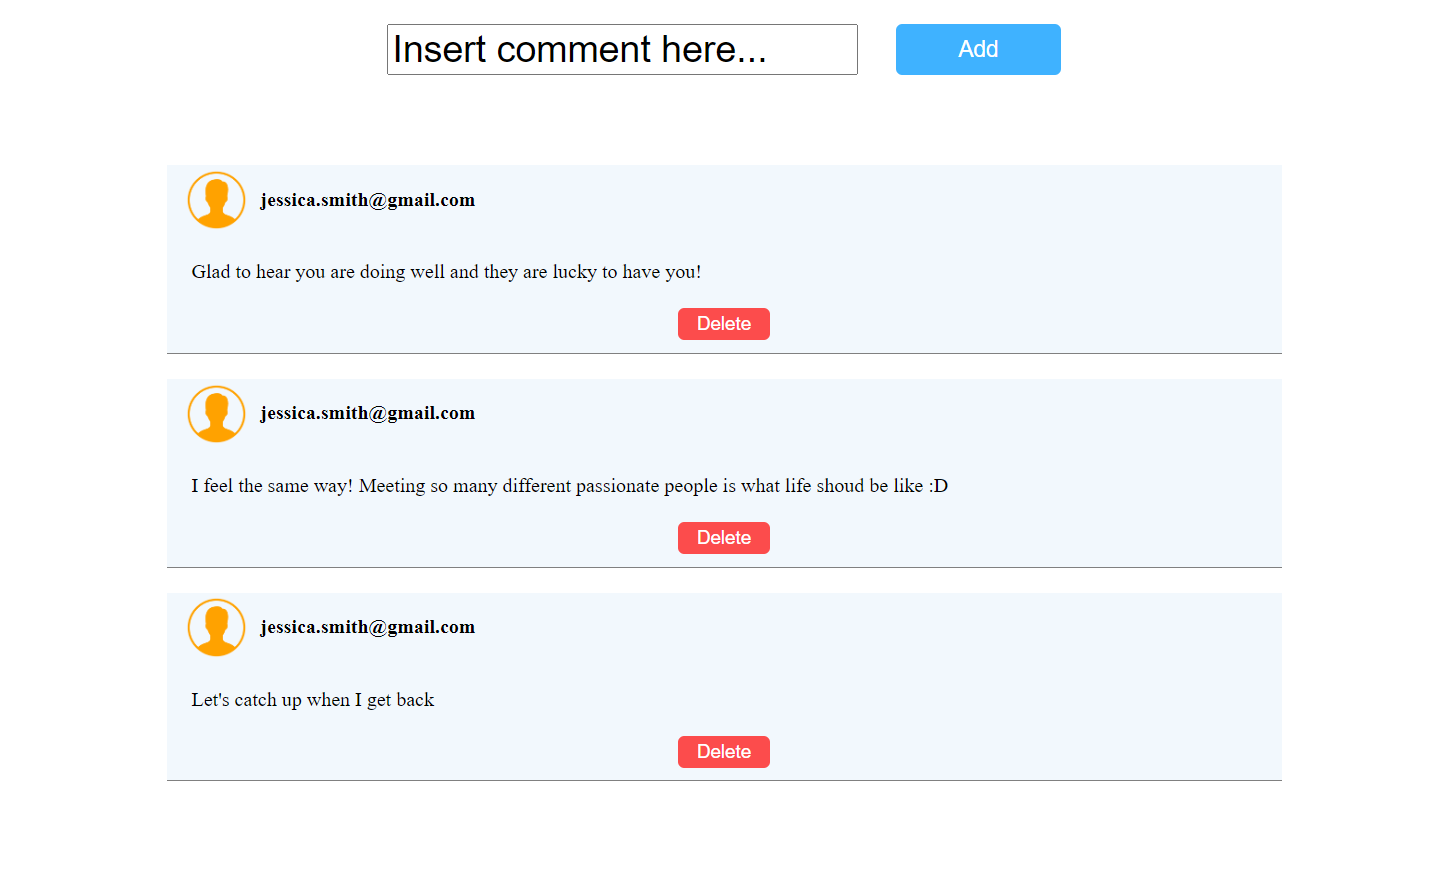 Insert comment here...
Add
jessica.smith@gmail.com
Glad to hear you are doing well and they are lucky to have you!
Delete
jessica.smith@gmail.com
I feel the same way! Meeting so many different passionate people is what life shoud be like :D
Delete
jessica.smith@gmail.com
Let's catch up when I get back
Delete